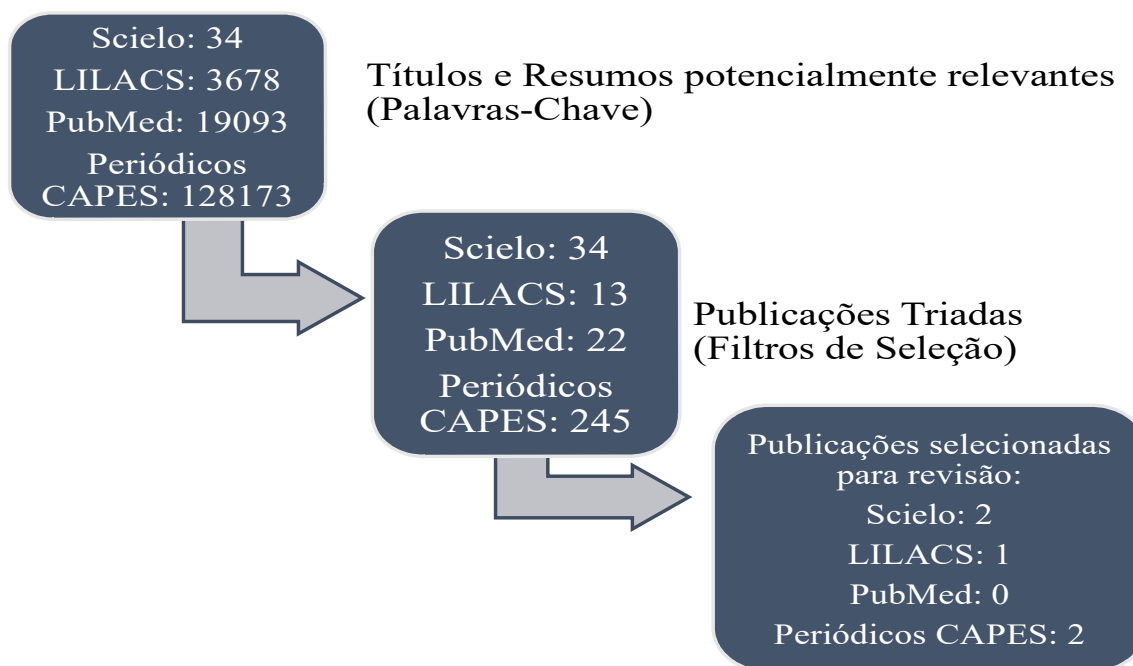 Scielo: 34
LILACS: 3678
PubMed: 19093
Periódicos
CAPES: 128173
Títulos e Resumos potencialmente relevantes
(Palavras-Chave)
Scielo: 34
LILACS: 13
PubMed: 22
Periódicos
CAPES: 245
Publicações Triadas
(Filtros de Seleção)
Publicações selecionadas
para revisão:
Scielo: 2
LILACS: 1
PubMed: 0
Periódicos CAPES: 2